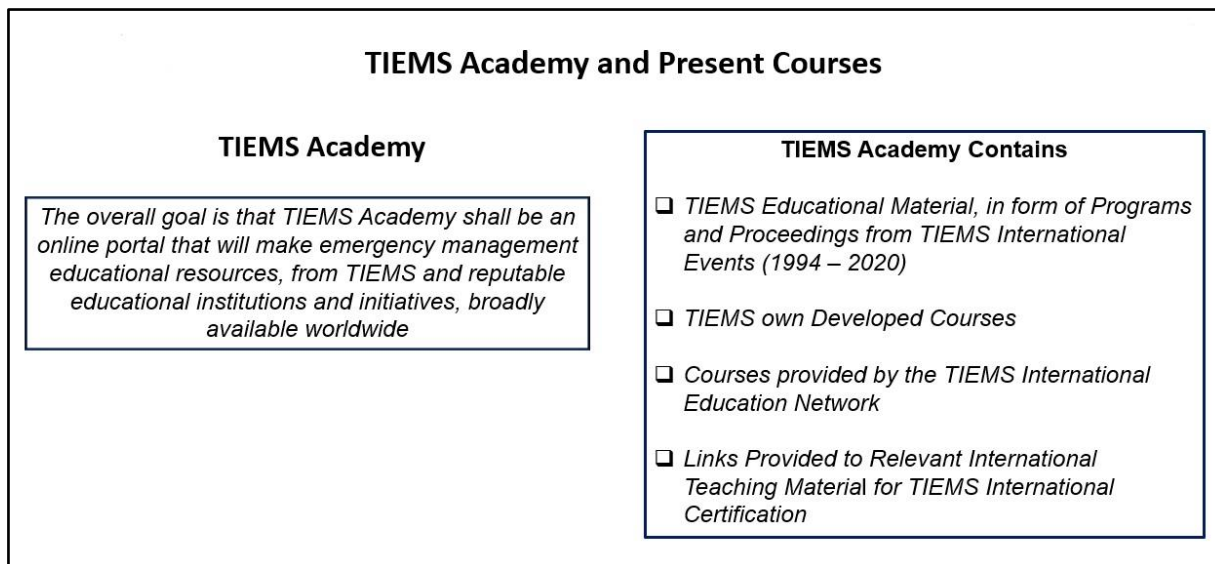 TIEMS Academy and Present Courses
TIEMS Academy
The overall goal is that TIEMS Academy shall be an
online portal that will make emergency management
educational resources, from TIEMS and reputable
educational institutions and initiatives, broadly
available worldwide
TIEMS Academy Contains
❑ TIEMS Educational Material, in form of Programs
and Proceedings from TIEMS International
Events (1994 – 2020)
❑ TIEMS own Developed Courses
❑ Courses provided by the TIEMS International
Education Network
❑ Links Provided to Relevant International
Teaching Material for TIEMS International
Certification